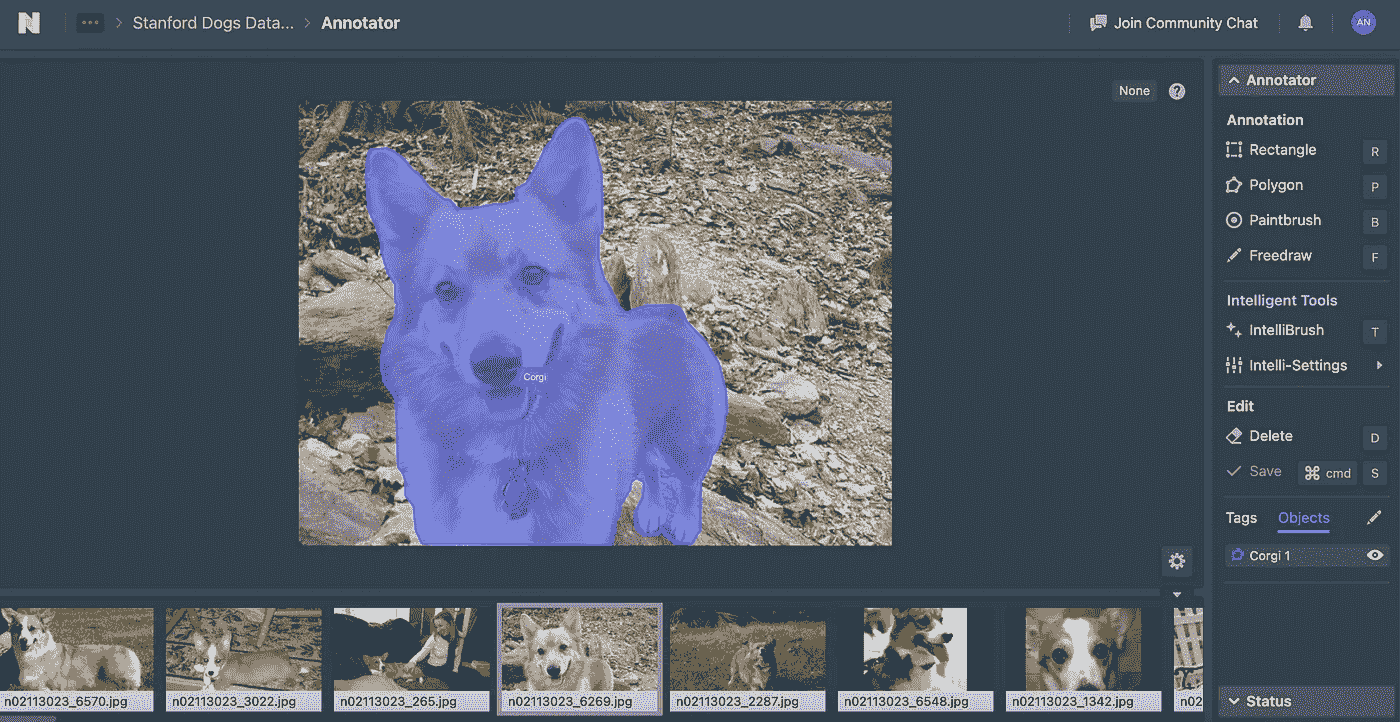 N
••• > Stanford Dogs Data... > Annotator
Join Community Chat
AN
None
?
Annotator
Annotation
Rectangle R
Polygon P
Paintbrush B
Freedraw F
Intelligent Tools
IntelliBrush T
Intelli-Settings
Edit
Delete D
Save ⌘ cmd S
Tags Objects
Corgi 1
Status
Corgi
n02113023_6570.jpg
n02113023_3022.jpg
n02113023_265.jpg
n02113023_6269.jpg
n02113023_2287.jpg
n02113023_6548.jpg
n02113023_1342.jpg
n02